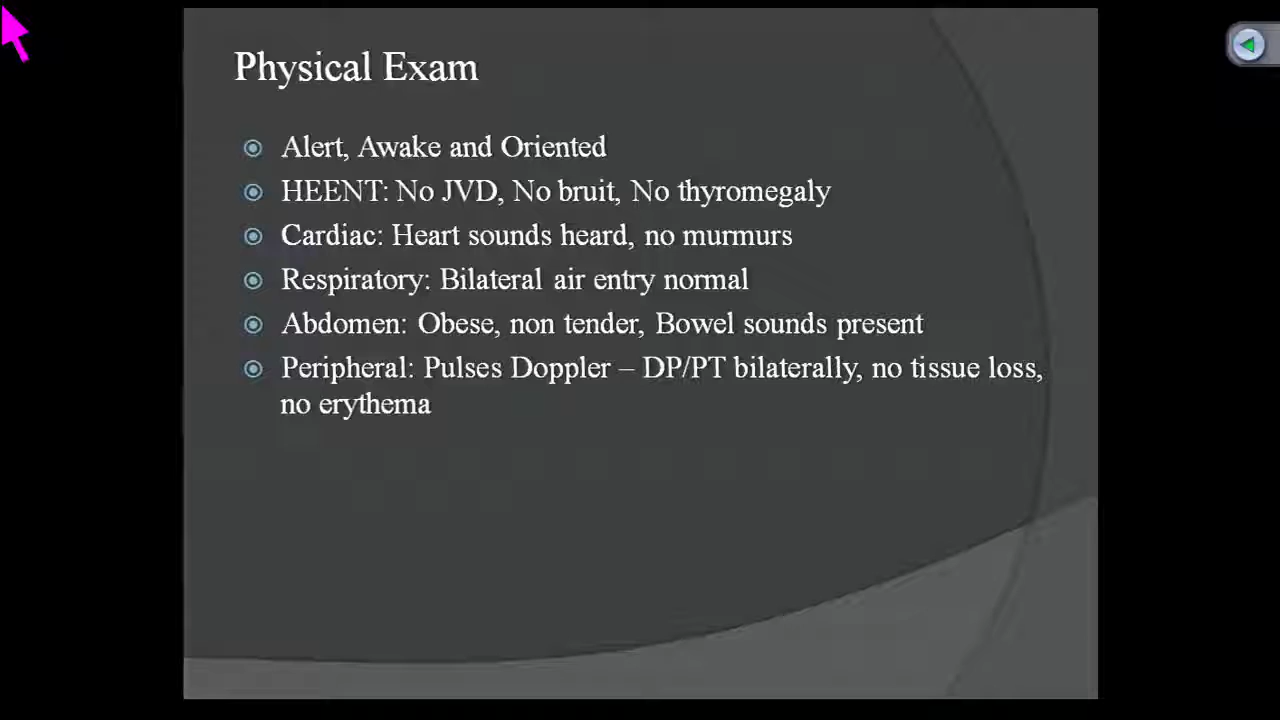 Physical Exam
Alert, Awake and Oriented
HEENT: No JVD, No bruit, No thyromegaly
Cardiac: Heart sounds heard, no murmurs
Respiratory: Bilateral air entry normal
Abdomen: Obese, non tender, Bowel sounds present
Peripheral: Pulses Doppler – DP/PT bilaterally, no tissue loss,
no erythema